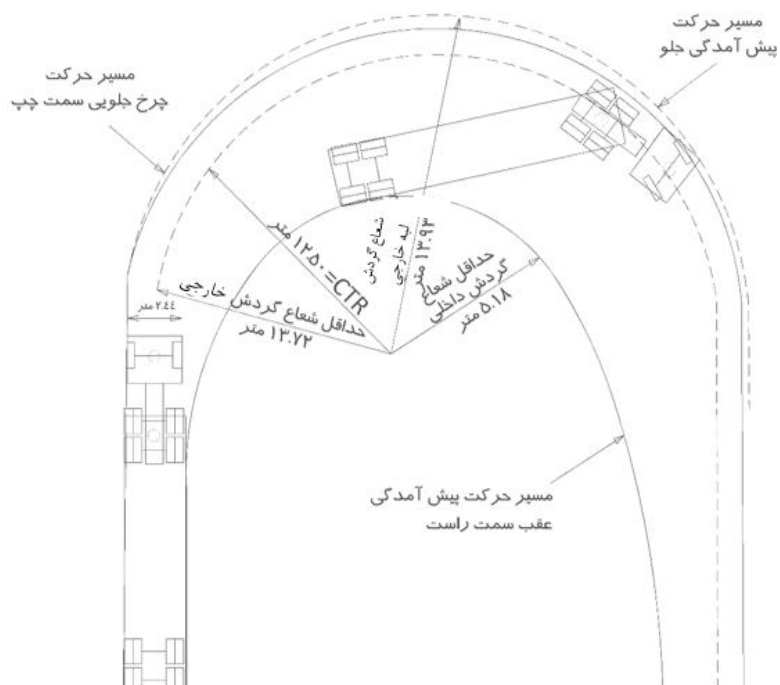 مسیر حرکت
پیش آمدگی جلو
مسیر حرکت
چرخ جلویی سمت چپ
شعاع گردش
لبه خارجی
۱۳.۹۳ متر
حداقل شعاع
گردش داخلی
۵.۱۸ متر
۱۲.۵۰=CTR متر
حداقل شعاع گردش خارجی
۱۳.۷۲ متر
۲.٤٤ متر
مسیر حرکت پیش آمدگی
عقب سمت راست